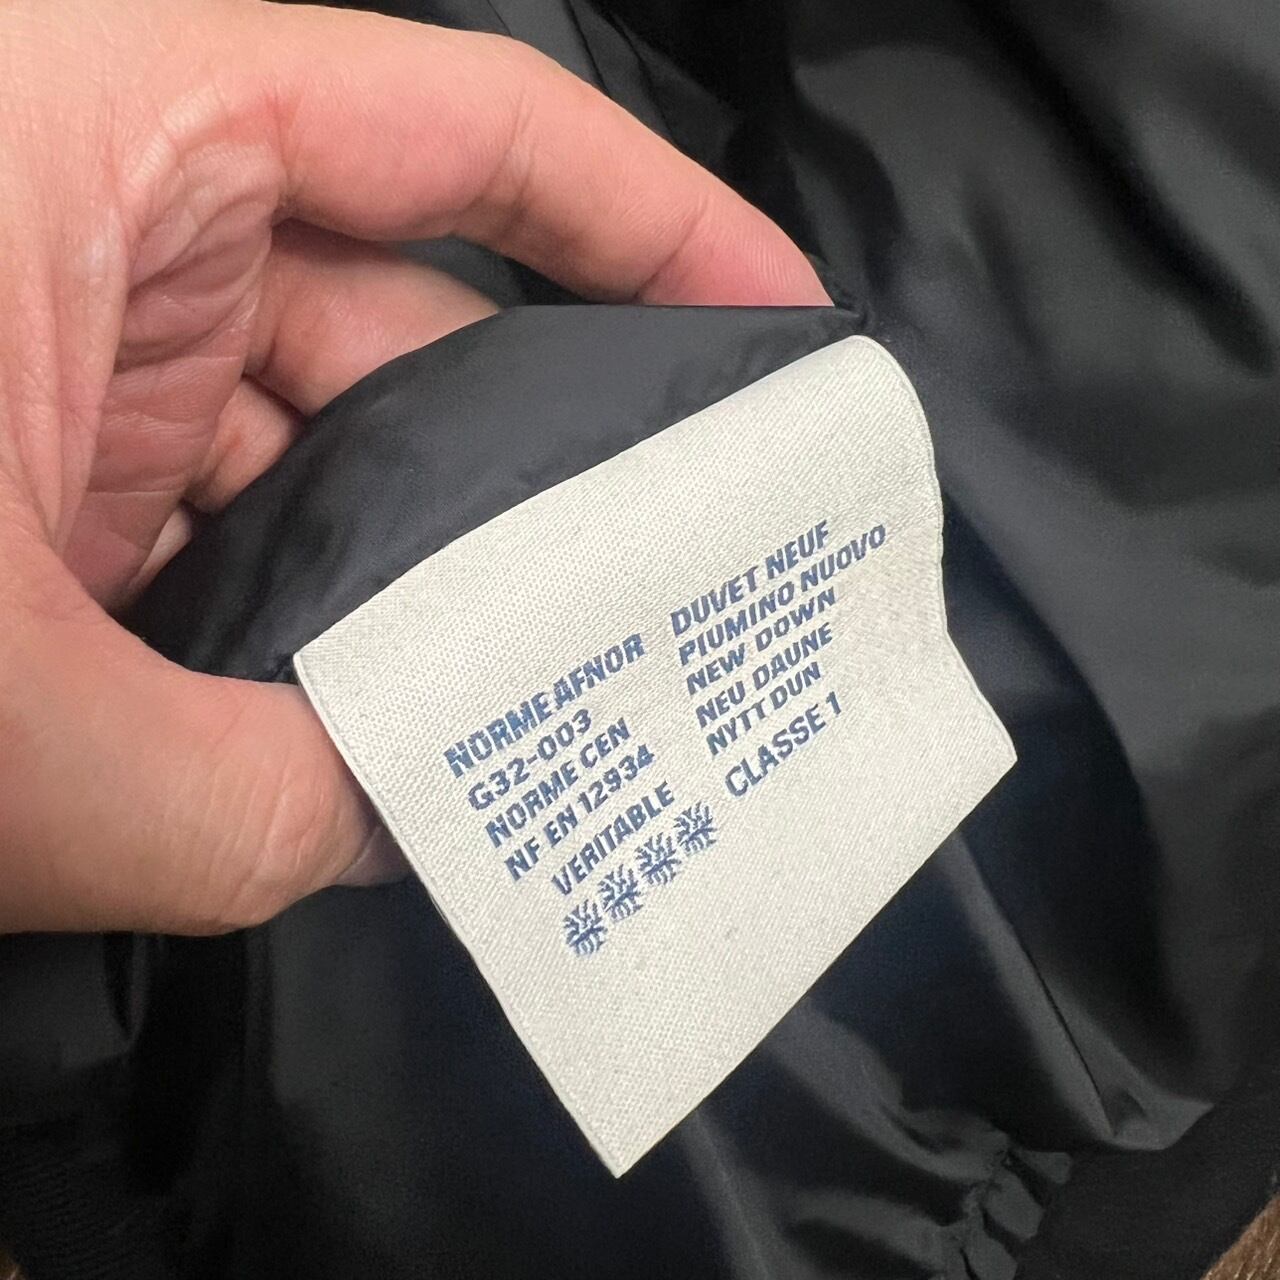 NORME AFNOR
G32-003
NORME CEN
NF EN 12934
VERITABLE
DUVET NEUF
PIUMINO NUOVO
NEW DOWN
NEU DAUNE
NYTT DUN
CLASSE 1